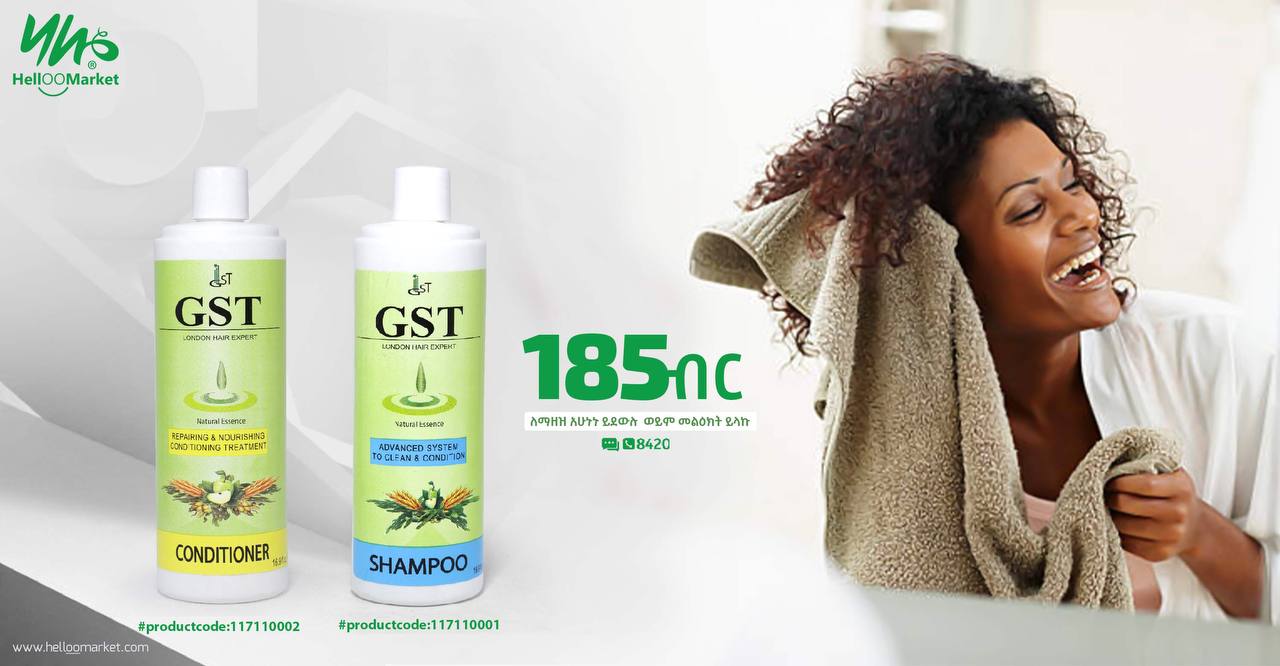 ሃሎ
®
HellOOMarket
GST
GST
LONDON HAIR EXPERT
Natural Essence
REPAIRING & NOURISHING
CONDITIONING TREATMENT
CONDITIONER
#productcode:117110002
GST
GST
LONDON HAIR EXPERT
Natural Essence
ADVANCED SYSTEM
TO CLEAN & CONDITION
SHAMPOO
#productcode:117110001
185ብር
ለማዘዝ አሁኑኑ ይደውሉ ወይም መልዕክት ይላኩ
8420
www.helloomarket.com